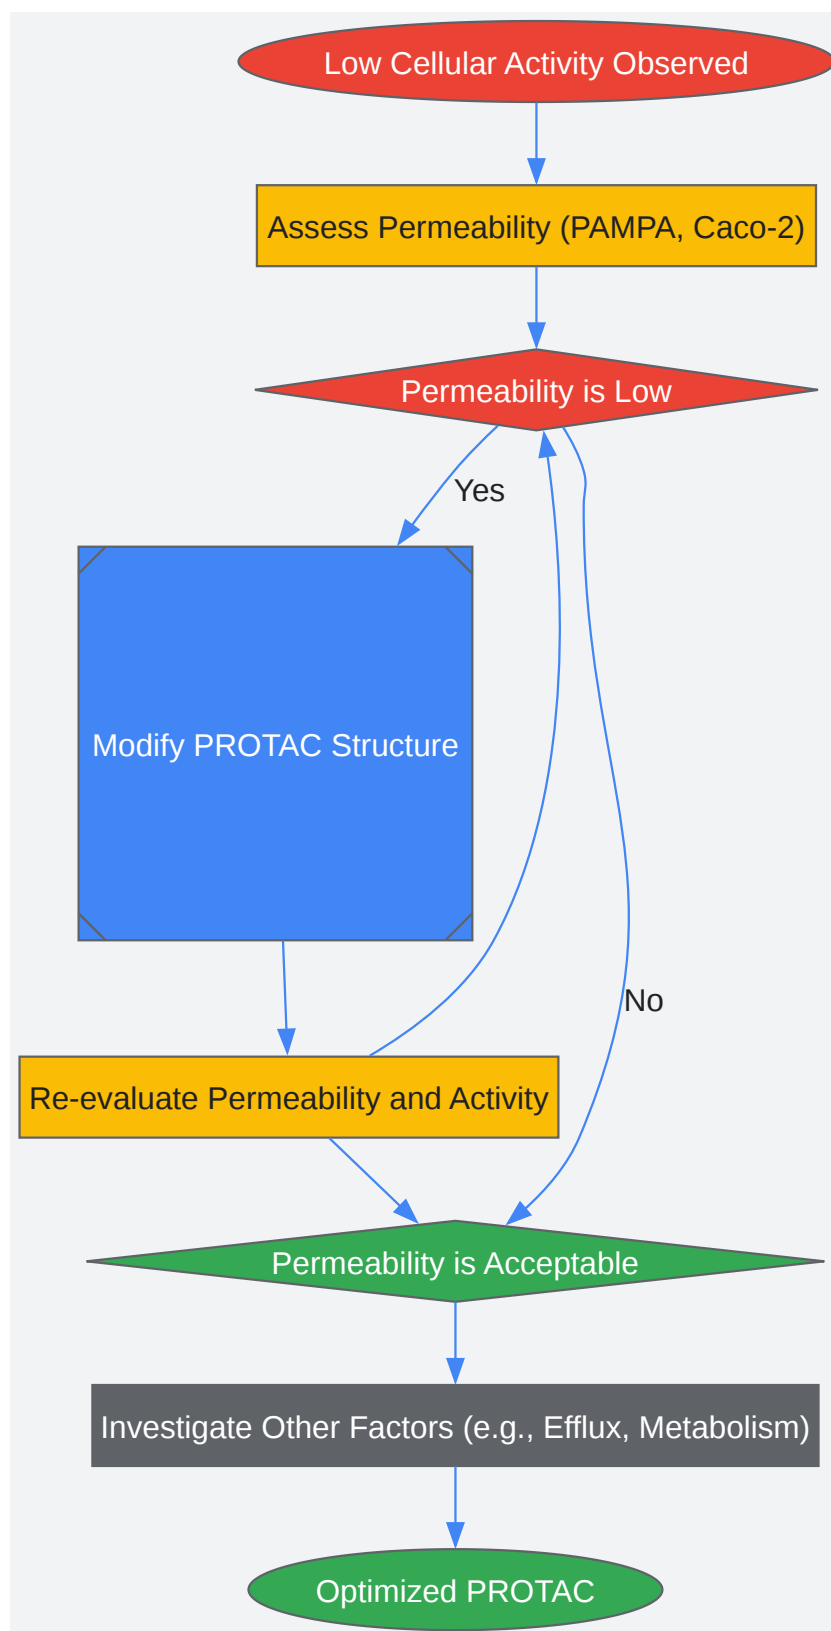 Low Cellular Activity Observed
Assess Permeability (PAMPA, Caco-2)
Permeability is Low
Yes
Modify PROTAC Structure
No
Re-evaluate Permeability and Activity
Permeability is Acceptable
Investigate Other Factors (e.g., Efflux, Metabolism)
Optimized PROTAC